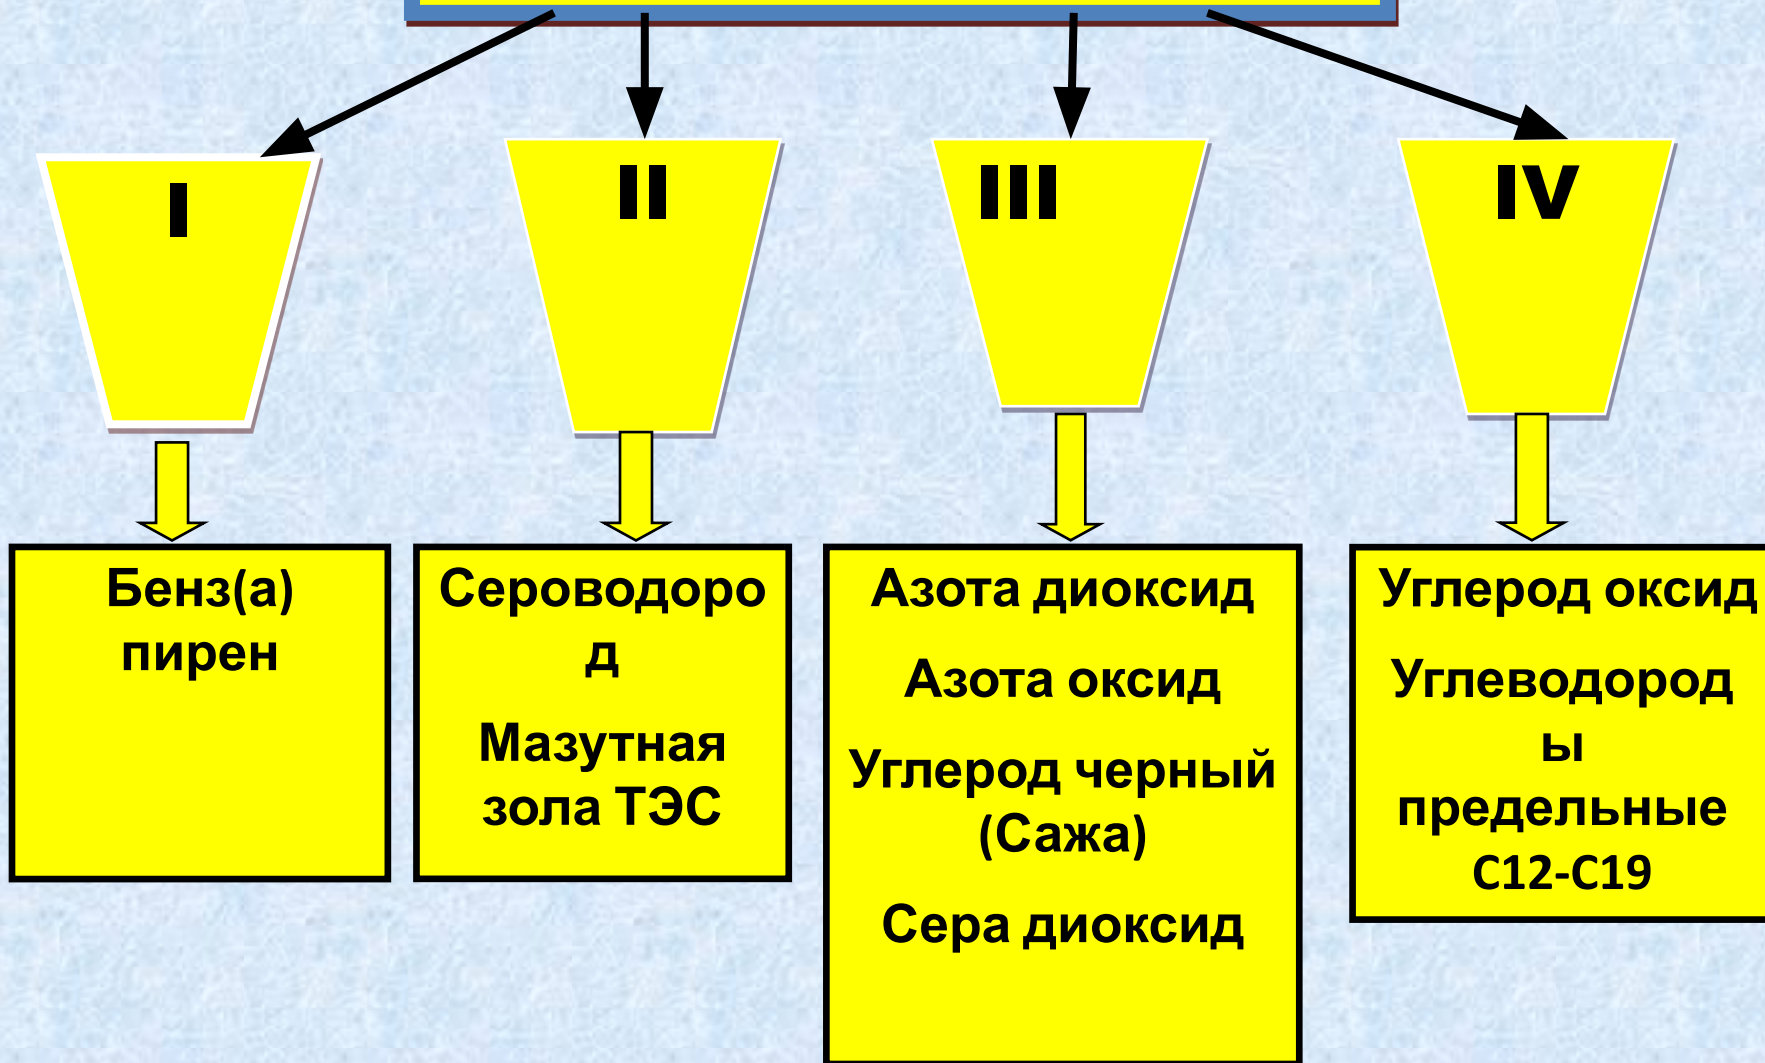 I
II
III
IV
Бенз(а)
пирен
Сероводоро
д
Мазутная
зола ТЭС
Азота диоксид
Азота оксид
Углерод черный
(Сажа)
Сера диоксид
Углерод оксид
Углеводород
ы
предельные
С12-С19